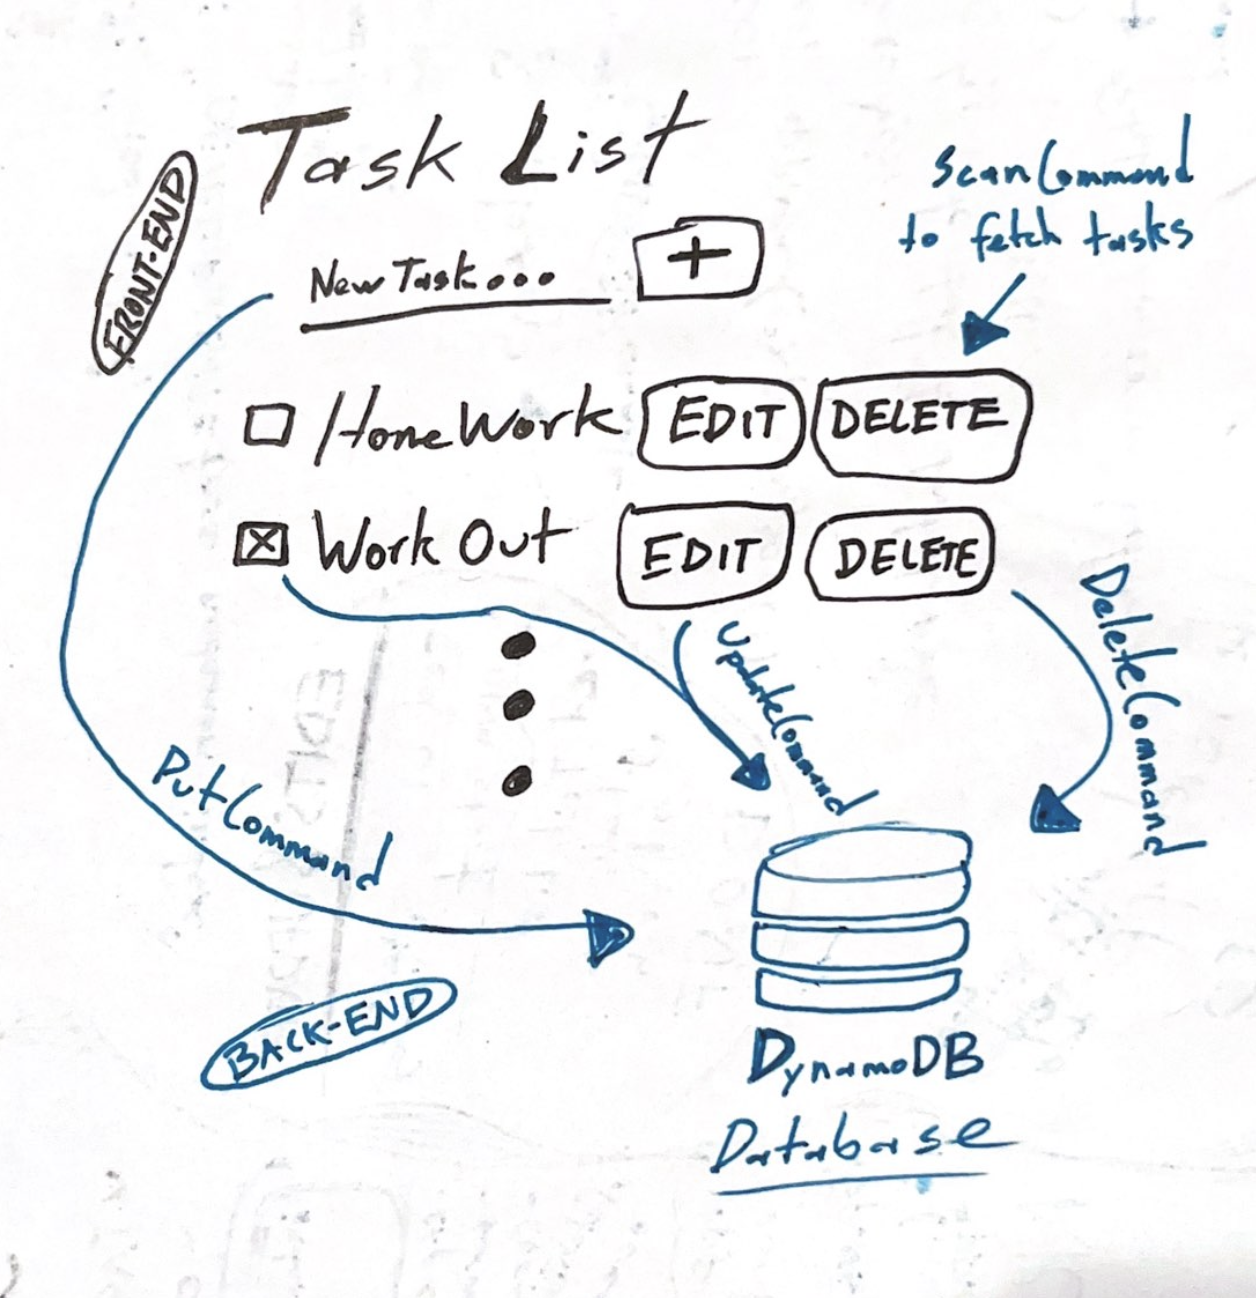 Task List
FRONT-END
ScanCommand
to fetch tasks
New Task...
+
HomeWork
EDIT
DELETE
Work Out
EDIT
DELETE
UpdateCommand
DeleteCommand
PutCommand
BACK-END
DynamoDB
Database